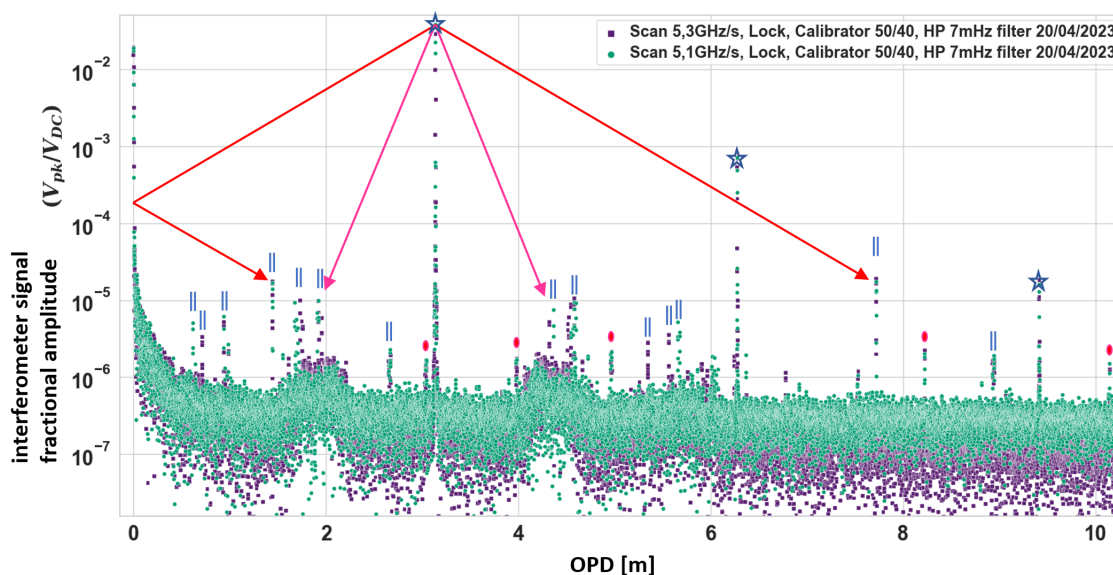 Scan 5,3GHz/s, Lock, Calibrator 50/40, HP 7mHz filter 20/04/2023
Scan 5,1GHz/s, Lock, Calibrator 50/40, HP 7mHz filter 20/04/2023
interferometer signal
fractional amplitude
(V_pk/V_DC)
10⁻²
10⁻³
10⁻⁴
10⁻⁵
10⁻⁶
10⁻⁷
0
2
4
6
8
10
OPD [m]